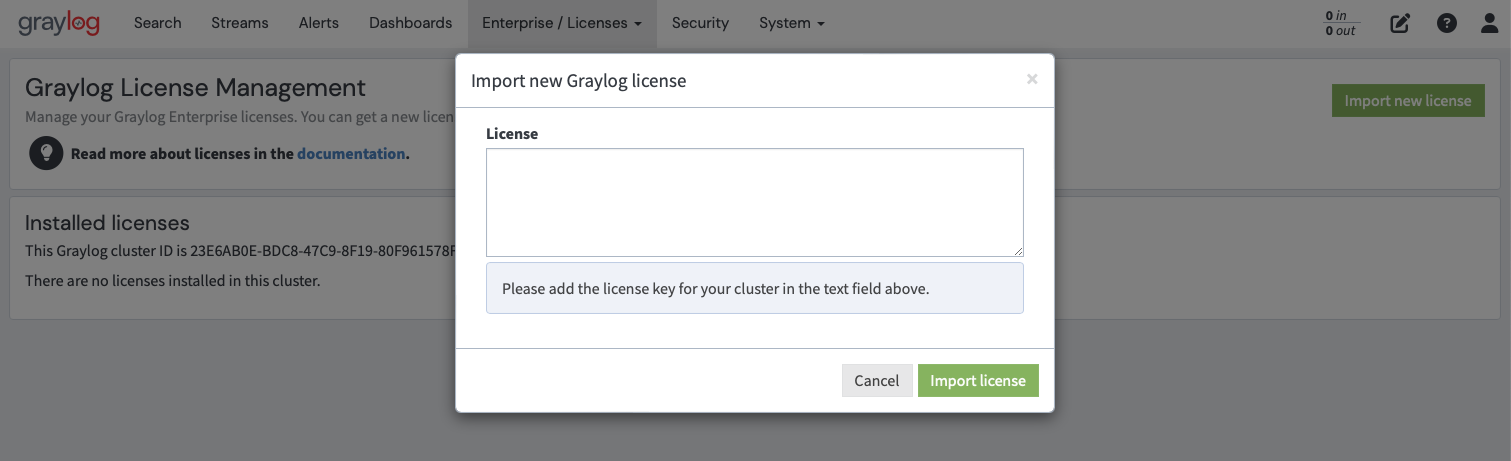 graylog Search Streams Alerts Dashboards Enterprise / Licenses Security System 0 in
0 out
Import new Graylog license ×
Graylog License Management
Import new license
Manage your Graylog Enterprise licenses. You can get a new licen
Read more about licenses in the documentation.
License
Installed licenses
This Graylog cluster ID is 23E6AB0E-BDC8-47C9-8F19-80F961578F
There are no licenses installed in this cluster.
Please add the license key for your cluster in the text field above.
Cancel Import license